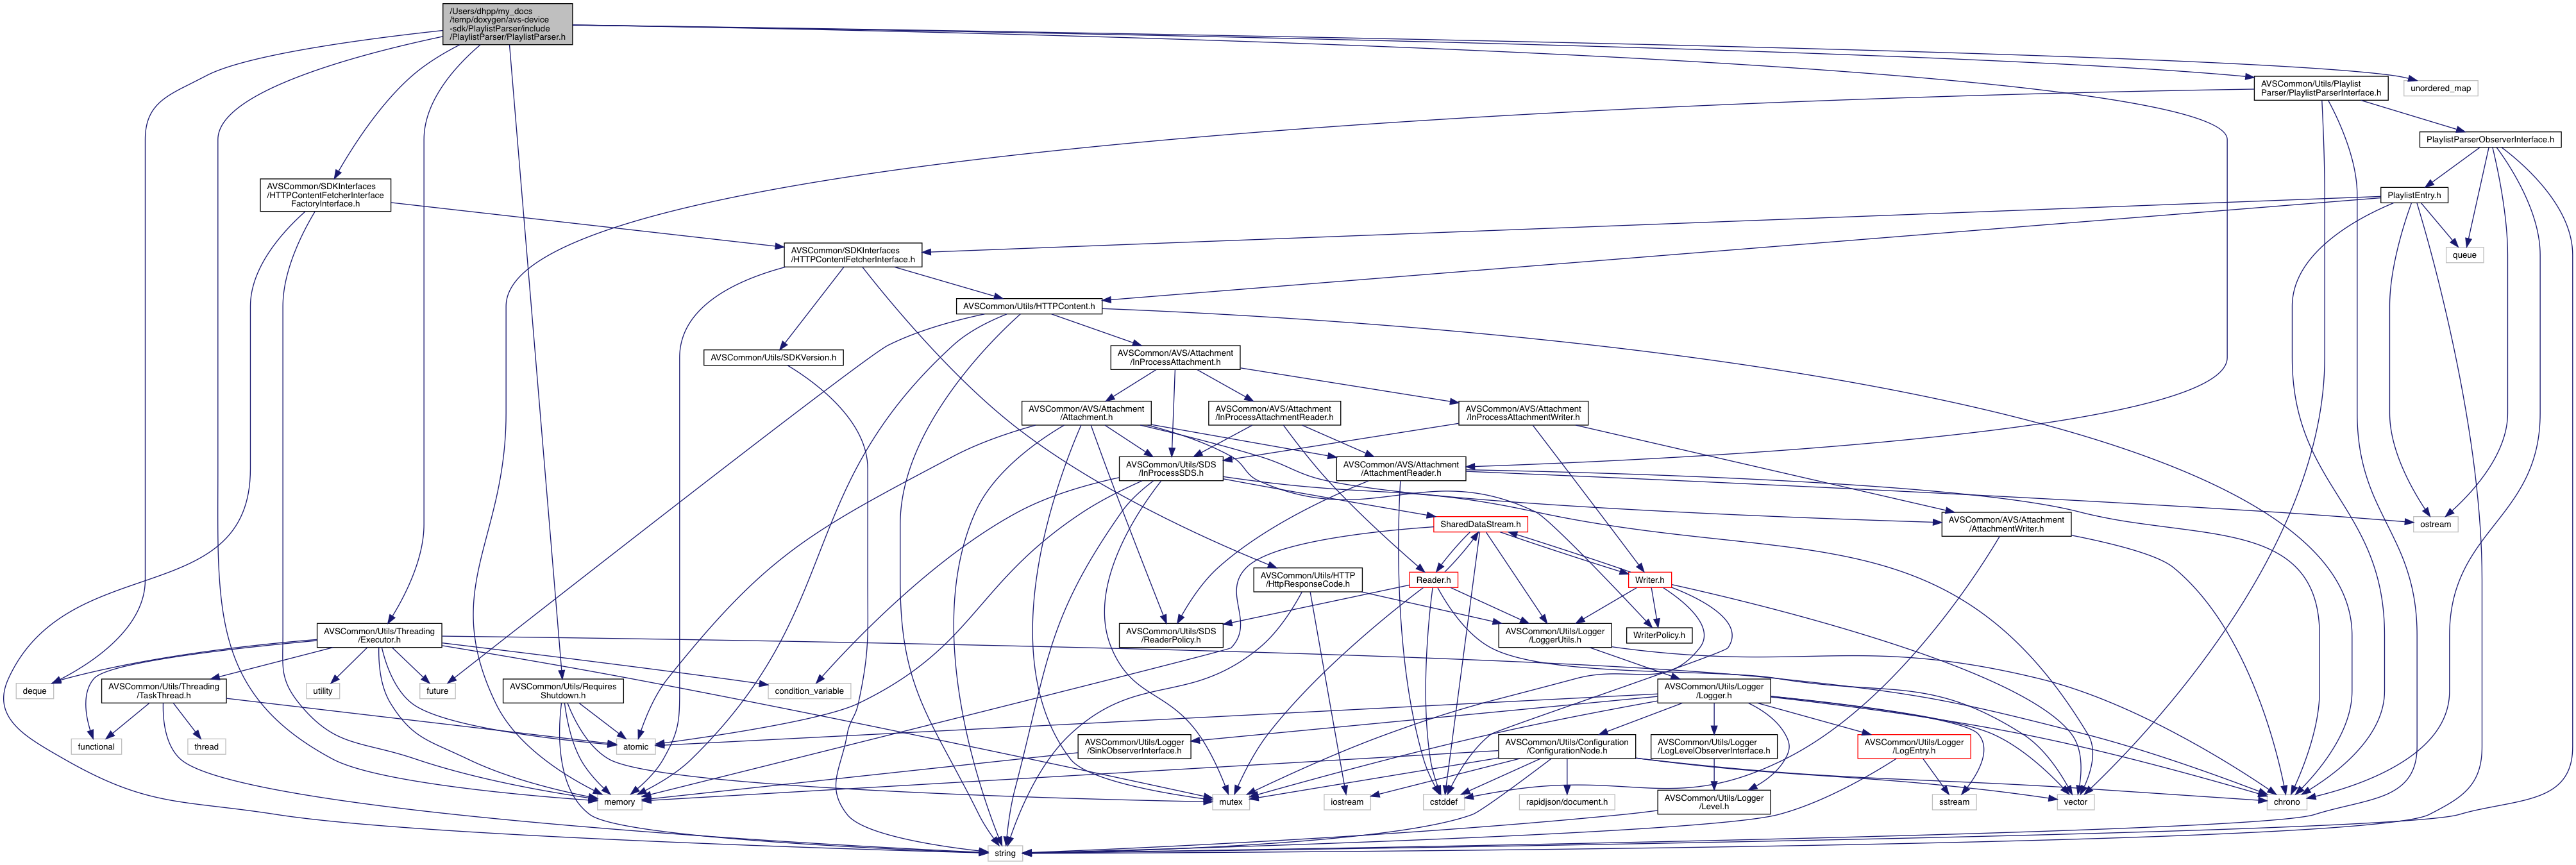 /Users/dhpp/my_docs
/temp/doxygen/avs-device
-sdk/PlaylistParser/include
/PlaylistParser/PlaylistParser.h
AVSCommon/Utils/Playlist
Parser/PlaylistParserInterface.h
unordered_map
PlaylistParserObserverInterface.h
AVSCommon/SDKInterfaces
/HTTPContentFetcherInterface
FactoryInterface.h
PlaylistEntry.h
AVSCommon/SDKInterfaces
/HTTPContentFetcherInterface.h
queue
AVSCommon/Utils/HTTPContent.h
AVSCommon/Utils/SDKVersion.h
AVSCommon/AVS/Attachment
/InProcessAttachment.h
AVSCommon/AVS/Attachment
/Attachment.h
AVSCommon/AVS/Attachment
/InProcessAttachmentReader.h
AVSCommon/AVS/Attachment
/InProcessAttachmentWriter.h
AVSCommon/Utils/SDS
/InProcessSDS.h
AVSCommon/AVS/Attachment
/AttachmentReader.h
SharedDataStream.h
AVSCommon/AVS/Attachment
/AttachmentWriter.h
ostream
AVSCommon/Utils/HTTP
/HttpResponseCode.h
Reader.h
Writer.h
AVSCommon/Utils/Threading
/Executor.h
AVSCommon/Utils/SDS
/ReaderPolicy.h
AVSCommon/Utils/Logger
/LoggerUtils.h
WriterPolicy.h
deque
AVSCommon/Utils/Threading
/TaskThread.h
utility
future
AVSCommon/Utils/Requires
Shutdown.h
condition_variable
AVSCommon/Utils/Logger
/Logger.h
functional
thread
atomic
AVSCommon/Utils/Logger
/SinkObserverInterface.h
AVSCommon/Utils/Configuration
/ConfigurationNode.h
AVSCommon/Utils/Logger
/LogLevelObserverInterface.h
AVSCommon/Utils/Logger
/LogEntry.h
memory
mutex
iostream
cstddef
rapidjson/document.h
AVSCommon/Utils/Logger
/Level.h
sstream
vector
chrono
string